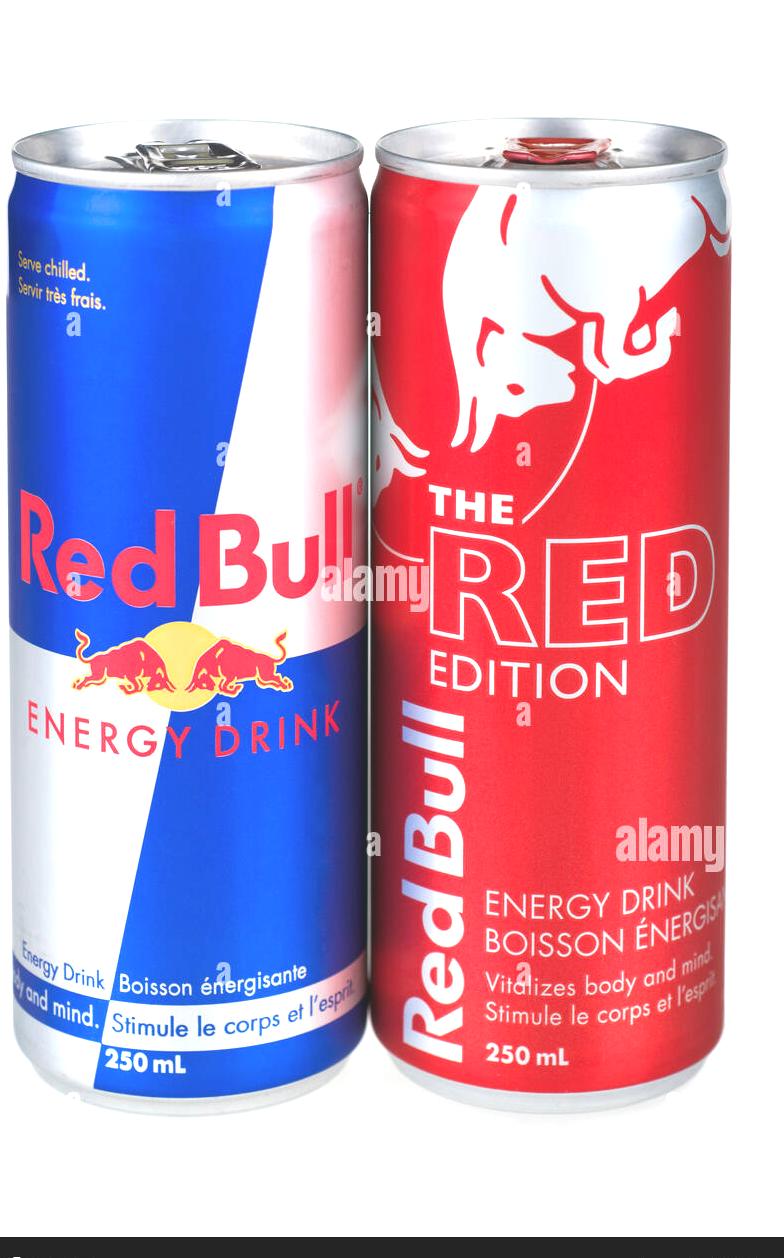 Serve chilled.
Servir très frais.
Red Bull®
ENERGY DRINK
Energy Drink
Boisson énergisante
and mind.
Stimule le corps et l'esprit.
250 mL
THE
RED
EDITION
Red Bull
ENERGY DRINK
BOISSON ÉNERGISA
Vitalizes body and mind.
Stimule le corps et l'esprit.
250 mL
alamy
alamy
a
a
a
a
a
a
a
a
a
a
a
a
a
a